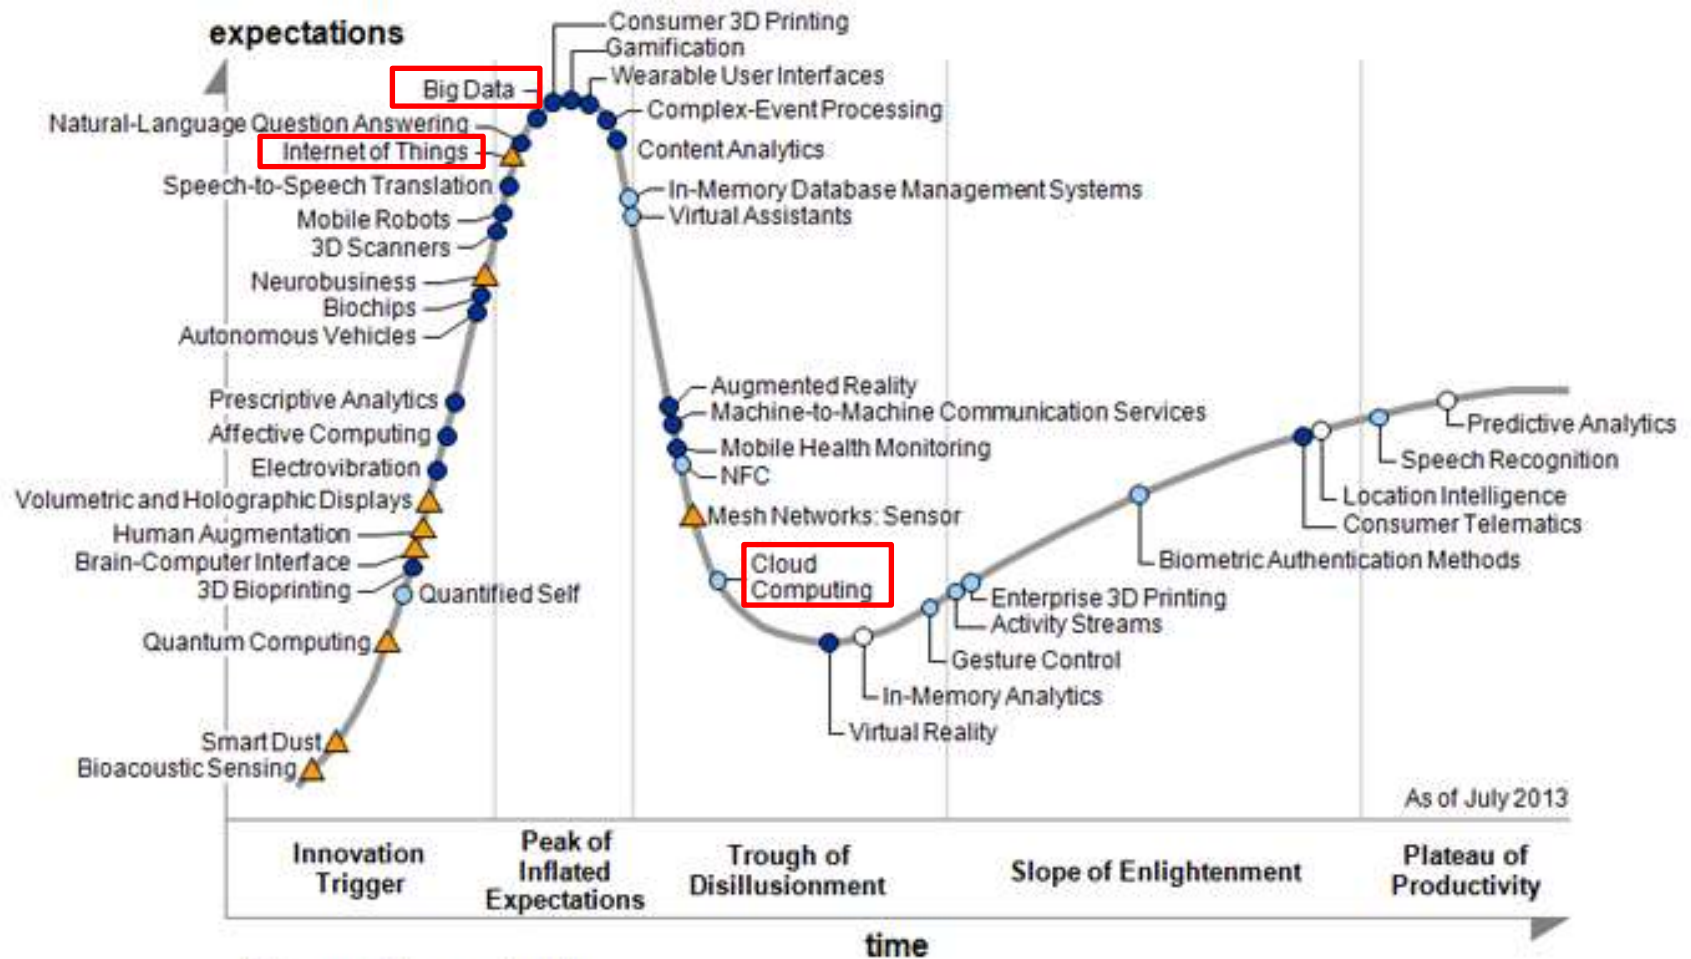 expectations
Consumer 3D Printing
Gamification
Wearable User Interfaces
Big Data
Complex-Event Processing
Natural-Language Question Answering
Internet of Things
Content Analytics
Speech-to-Speech Translation
In-Memory Database Management Systems
Mobile Robots
Virtual Assistants
3D Scanners
Neurobusiness
Biochips
Autonomous Vehicles
Augmented Reality
Prescriptive Analytics
Machine-to-Machine Communication Services
Predictive Analytics
Affective Computing
Mobile Health Monitoring
Speech Recognition
Electrovibration
NFC
Volumetric and Holographic Displays
Location Intelligence
Mesh Networks: Sensor
Consumer Telematics
Human Augmentation
Brain-Computer Interface
Cloud
Computing
Biometric Authentication Methods
3D Bioprinting
Quantified Self
Enterprise 3D Printing
Activity Streams
Quantum Computing
Gesture Control
In-Memory Analytics
Virtual Reality
Smart Dust
Bioacoustic Sensing
As of July 2013
Innovation
Trigger
Peak of
Inflated
Expectations
Trough of
Disillusionment
Slope of Enlightenment
Plateau of
Productivity
time